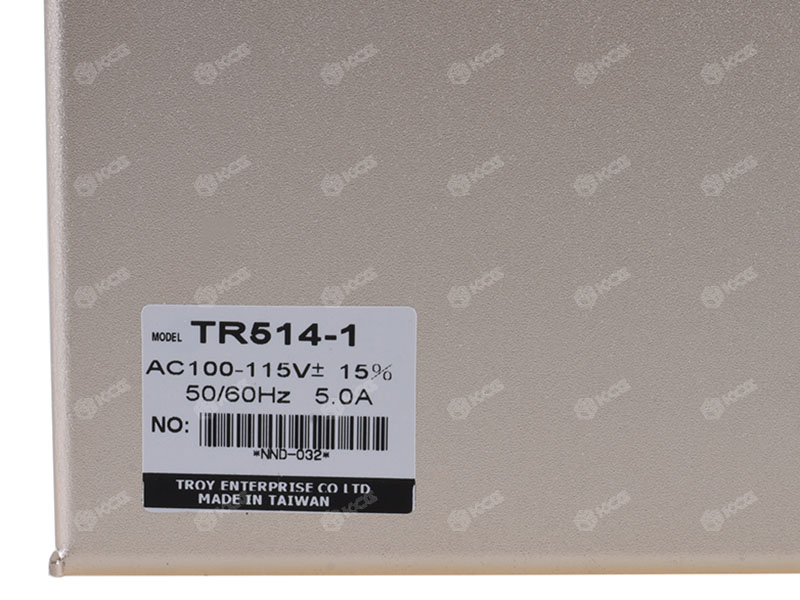 MODEL TR514-1
AC100-115V± 15%
50/60Hz 5.0A
NO:
*NND-032*
TROY ENTERPRISE CO LTD
MADE IN TAIWAN